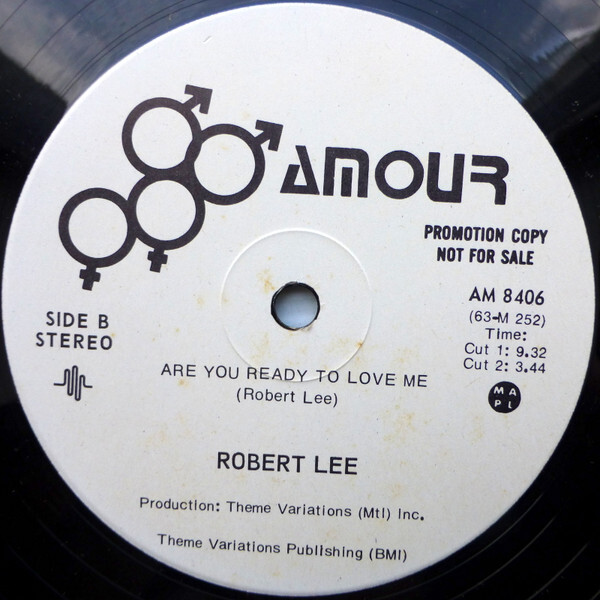 AMOUR
PROMOTION COPY
NOT FOR SALE
AM 8406
(63-M 252)
Time:
Cut 1: 9.32
Cut 2: 3.44
M A
P L
SIDE B
STEREO
ARE YOU READY TO LOVE ME
(Robert Lee)
ROBERT LEE
Production: Theme Variations (Mtl) Inc.
Theme Variations Publishing (BMI)